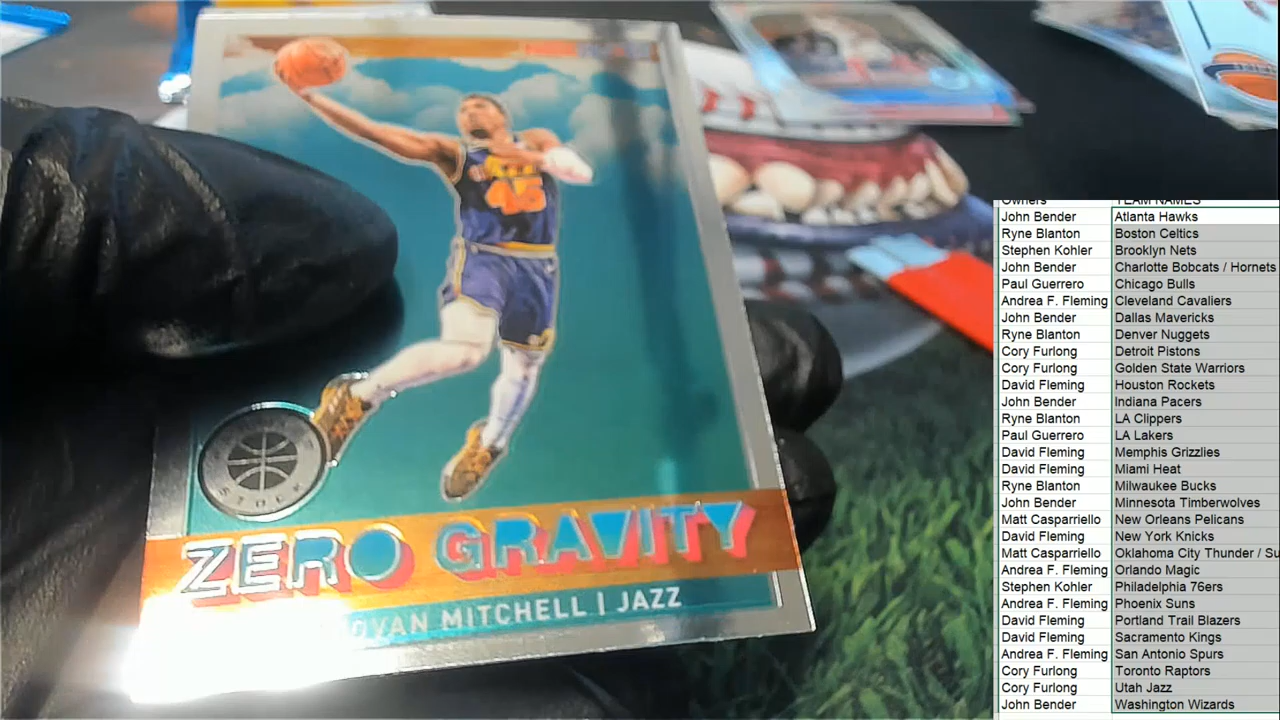 45
STOCK
ZERO GRAVITY
OVAN MITCHELL | JAZZ
Owners TEAM NAMES
John Bender Atlanta Hawks
Ryne Blanton Boston Celtics
Stephen Kohler Brooklyn Nets
John Bender Charlotte Bobcats / Hornets
Paul Guerrero Chicago Bulls
Andrea F. Fleming Cleveland Cavaliers
John Bender Dallas Mavericks
Ryne Blanton Denver Nuggets
Cory Furlong Detroit Pistons
Cory Furlong Golden State Warriors
David Fleming Houston Rockets
John Bender Indiana Pacers
Ryne Blanton LA Clippers
Paul Guerrero LA Lakers
David Fleming Memphis Grizzlies
David Fleming Miami Heat
Ryne Blanton Milwaukee Bucks
John Bender Minnesota Timberwolves
Matt Casparriello New Orleans Pelicans
David Fleming New York Knicks
Matt Casparriello Oklahoma City Thunder / Su
Andrea F. Fleming Orlando Magic
Stephen Kohler Philadelphia 76ers
Andrea F. Fleming Phoenix Suns
David Fleming Portland Trail Blazers
David Fleming Sacramento Kings
Andrea F. Fleming San Antonio Spurs
Cory Furlong Toronto Raptors
Cory Furlong Utah Jazz
John Bender Washington Wizards